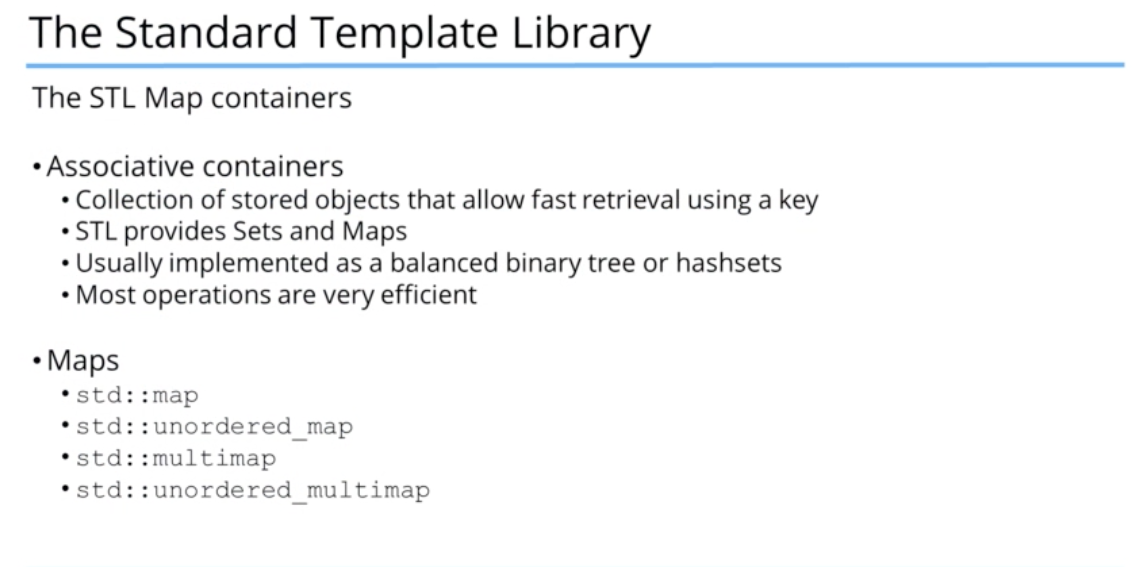 The Standard Template Library
The STL Map containers
• Associative containers
• Collection of stored objects that allow fast retrieval using a key
• STL provides Sets and Maps
• Usually implemented as a balanced binary tree or hashsets
• Most operations are very efficient
• Maps
• std::map
• std::unordered_map
• std::multimap
• std::unordered_multimap